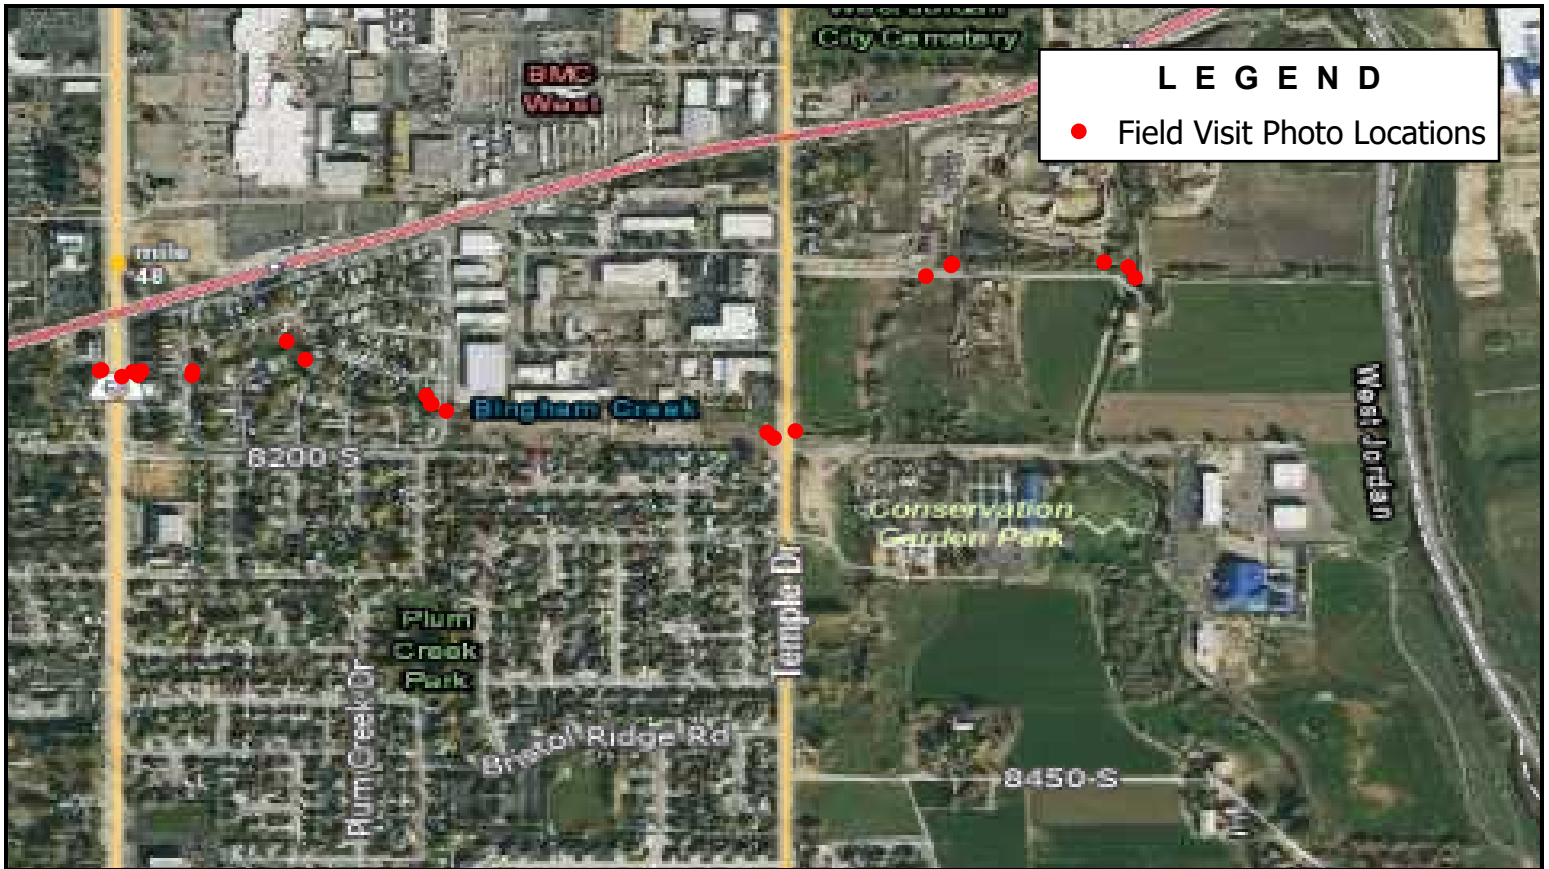 City Cemetery
BMC
West
L E G E N D
Field Visit Photo Locations
mile
48
Bingham Creek
8200 S
West Jordan
Conservation
Garden Park
Temple Dr
Plum
Creek
Park
Plum Creek Dr
Bristol Ridge Rd
8450 S